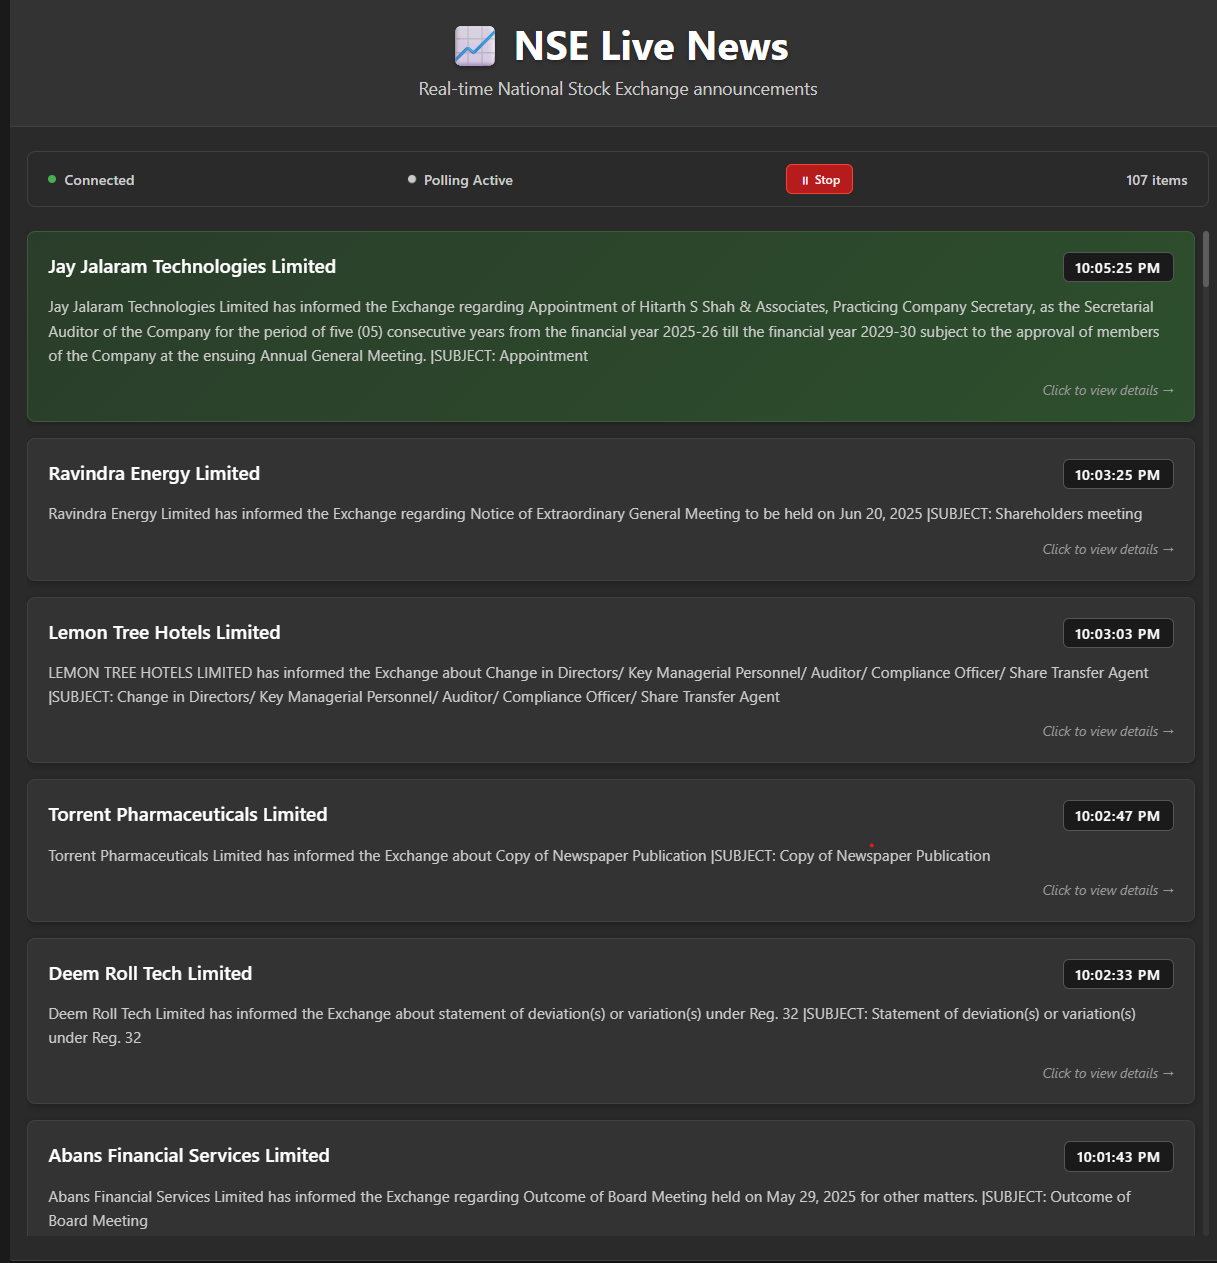 NSE Live News
Real-time National Stock Exchange announcements
Connected
Polling Active
Stop
107 items
Jay Jalaram Technologies Limited
10:05:25 PM
Jay Jalaram Technologies Limited has informed the Exchange regarding Appointment of Hitarth S Shah & Associates, Practicing Company Secretary, as the Secretarial
Auditor of the Company for the period of five (05) consecutive years from the financial year 2025-26 till the financial year 2029-30 subject to the approval of members
of the Company at the ensuing Annual General Meeting. |SUBJECT: Appointment
Click to view details →
Ravindra Energy Limited
10:03:25 PM
Ravindra Energy Limited has informed the Exchange regarding Notice of Extraordinary General Meeting to be held on Jun 20, 2025 |SUBJECT: Shareholders meeting
Click to view details →
Lemon Tree Hotels Limited
10:03:03 PM
LEMON TREE HOTELS LIMITED has informed the Exchange about Change in Directors/ Key Managerial Personnel/ Auditor/ Compliance Officer/ Share Transfer Agent
|SUBJECT: Change in Directors/ Key Managerial Personnel/ Auditor/ Compliance Officer/ Share Transfer Agent
Click to view details →
Torrent Pharmaceuticals Limited
10:02:47 PM
Torrent Pharmaceuticals Limited has informed the Exchange about Copy of Newspaper Publication |SUBJECT: Copy of Newspaper Publication
Click to view details →
Deem Roll Tech Limited
10:02:33 PM
Deem Roll Tech Limited has informed the Exchange about statement of deviation(s) or variation(s) under Reg. 32 |SUBJECT: Statement of deviation(s) or variation(s)
under Reg. 32
Click to view details →
Abans Financial Services Limited
10:01:43 PM
Abans Financial Services Limited has informed the Exchange regarding Outcome of Board Meeting held on May 29, 2025 for other matters. |SUBJECT: Outcome of
Board Meeting